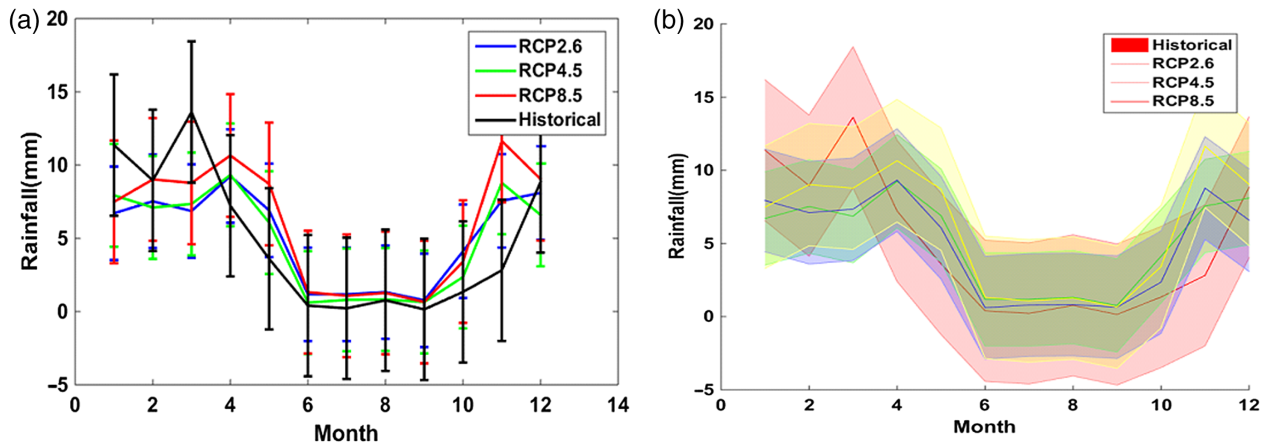 (a)
20
15
10
5
0
−5
Rainfall(mm)
0 2 4 6 8 10 12 14
Month
RCP2.6
RCP4.5
RCP8.5
Historical
(b)
20
15
10
5
0
−5
Rainfall(mm)
0 2 4 6 8 10 12
Month
Historical
RCP2.6
RCP4.5
RCP8.5